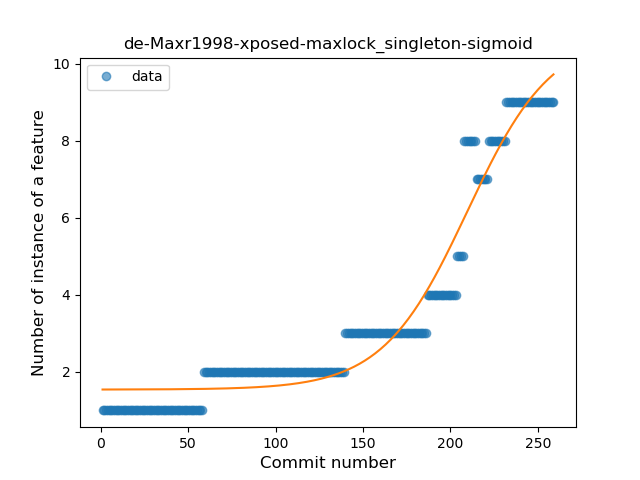 de-Maxr1998-xposed-maxlock_singleton-sigmoid
data
Number of instance of a feature
10
8
6
4
2
0
50
100
150
200
250
Commit number